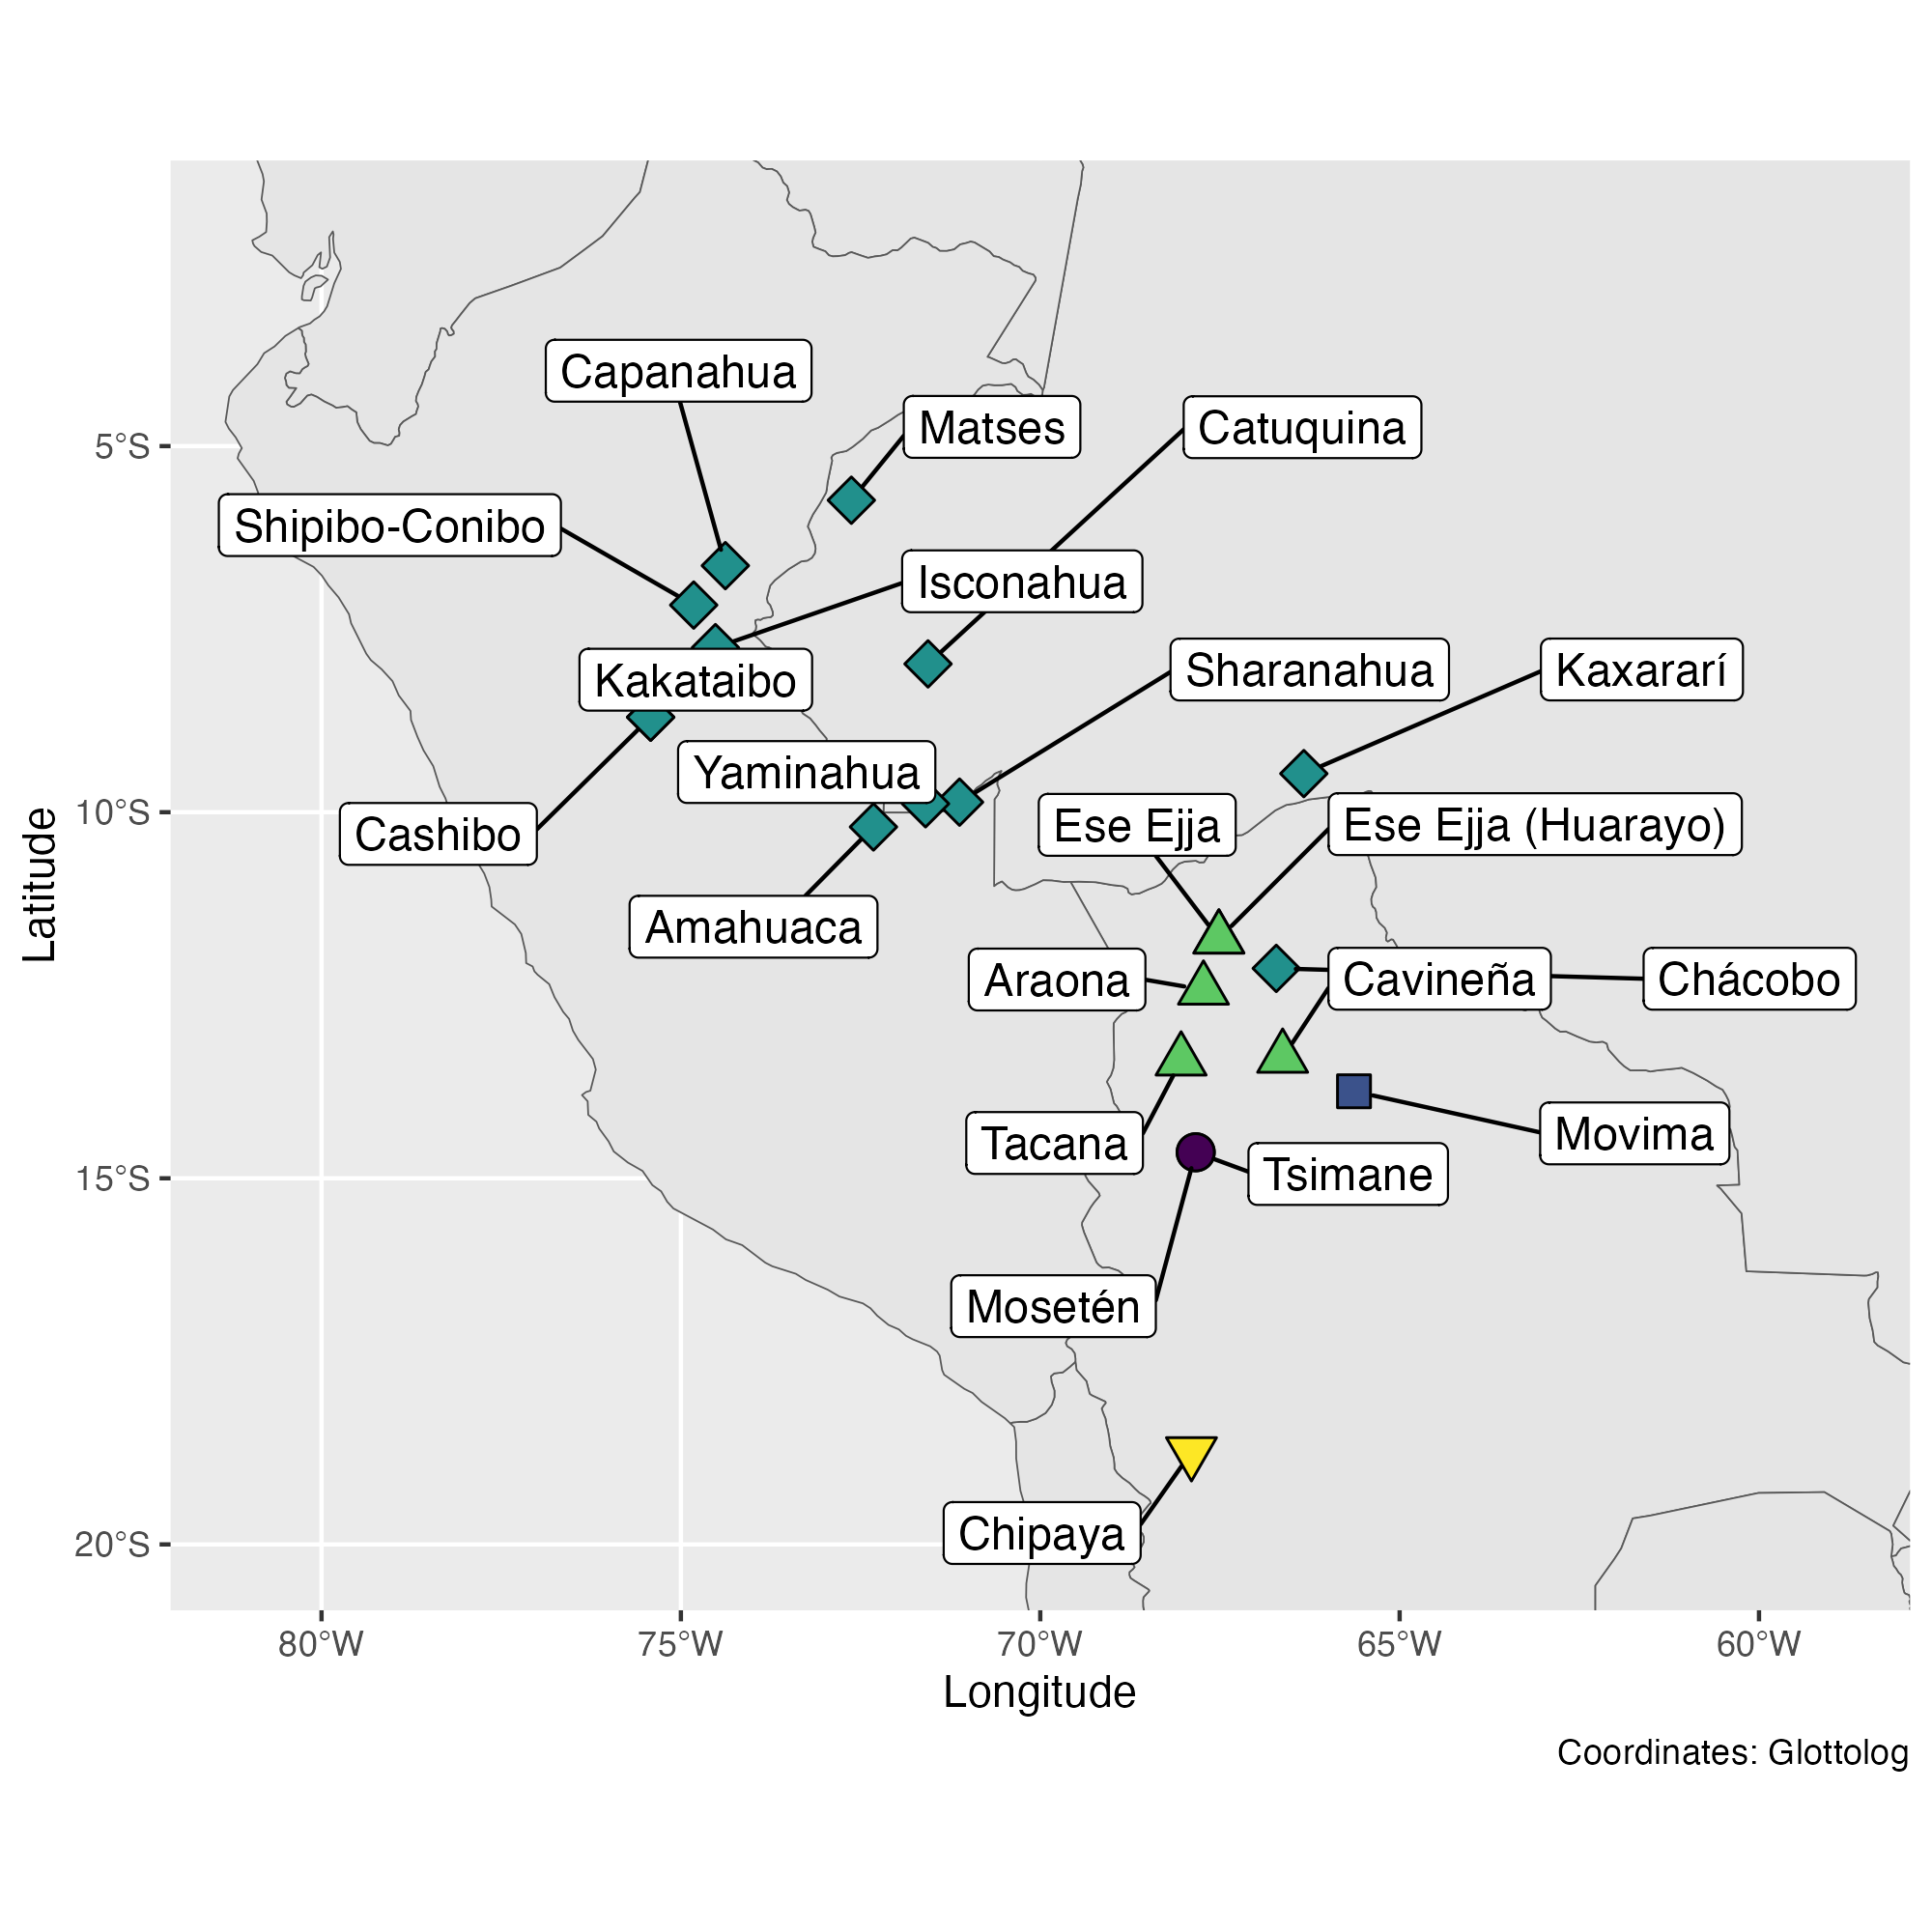 Capanahua
Matses
Catuquina
5°S
Shipibo-Conibo
Isconahua
Kakataibo
Sharanahua
Kaxararí
Yaminahua
10°S
Cashibo
Ese Ejja
Ese Ejja (Huarayo)
Latitude
Amahuaca
Araona
Cavineña
Chácobo
Tacana
Movima
15°S
Tsimane
Mosetén
Chipaya
20°S
80°W
75°W
70°W
65°W
60°W
Longitude
Coordinates: Glottolog